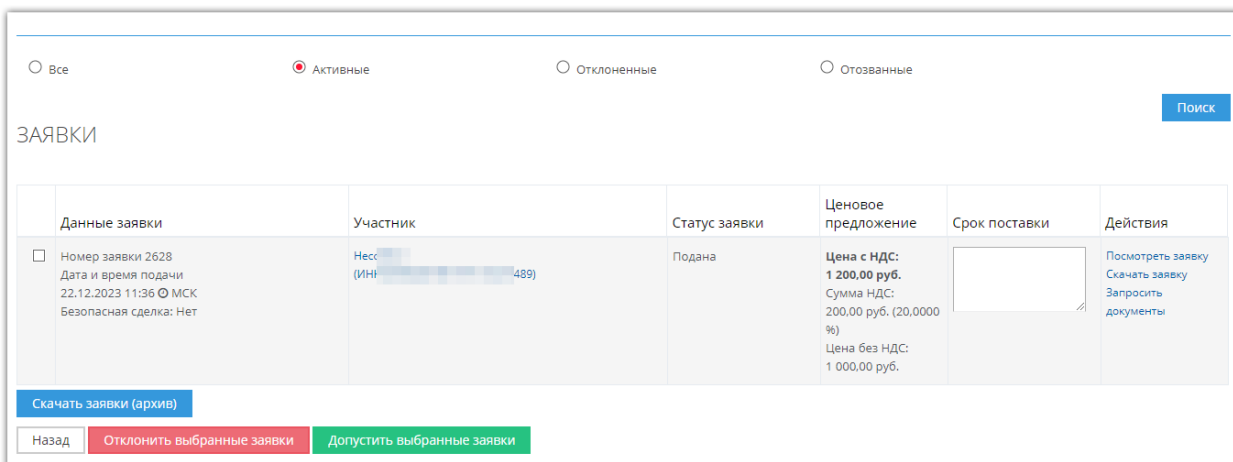 Все Активные Отклоненные Отозванные
Поиск
ЗАЯВКИ
Данные заявки
Участник
Статус заявки
Ценовое
предложение
Срок поставки
Действия
Номер заявки 2628
Дата и время подачи
22.12.2023 11:36 МСК
Безопасная сделка: Нет
489)
Подана
Цена с НДС:
1 200,00 руб.
Сумма НДС:
200,00 руб. (20,0000
%)
Цена без НДС:
1 000,00 руб.
Посмотреть заявку
Скачать заявку
Запросить
документы
Скачать заявки (архив)
Назад Отклонить выбранные заявки Допустить выбранные заявки